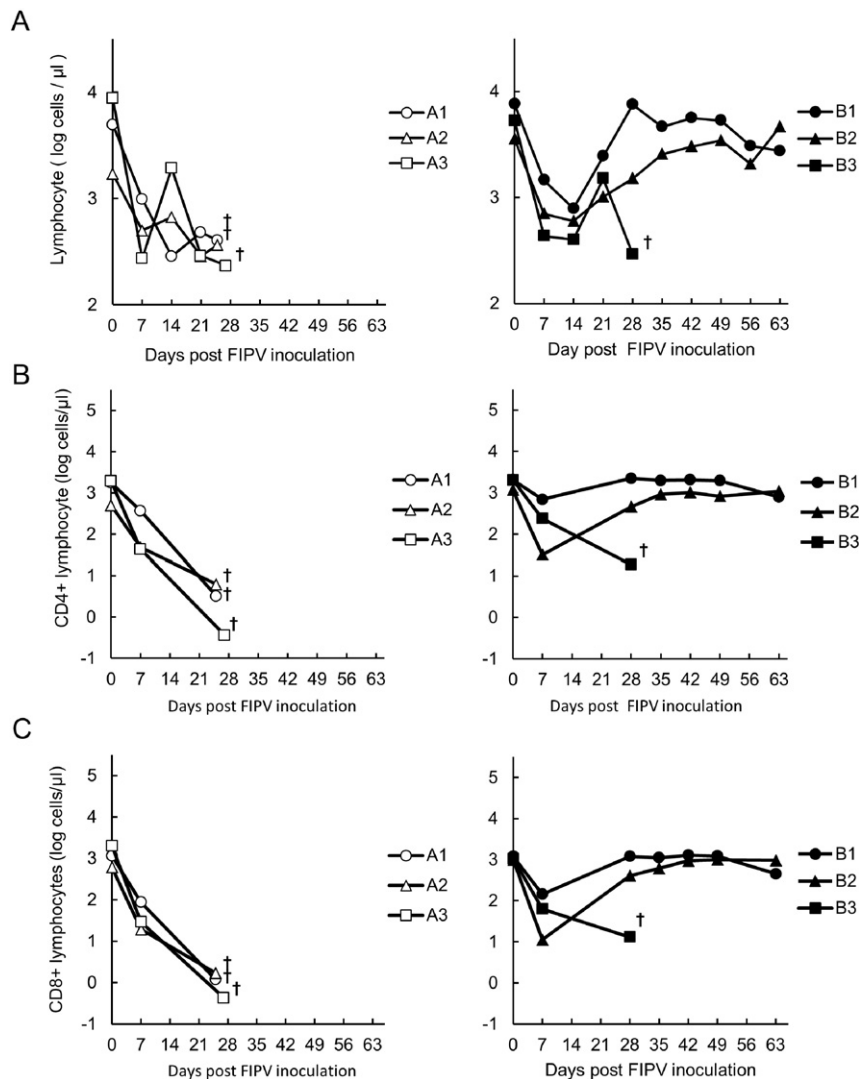 A
Lymphocyte ( log cells / µl )
4
3
2
0 7 14 21 28 35 42 49 56 63
Days post FIPV inoculation
A1
A2
A3
‡
†
4
3
2
0 7 14 21 28 35 42 49 56 63
Day post FIPV inoculation
B1
B2
B3
†
B
CD4+ lymphocyte (log cells/µl)
5
4
3
2
1
0
-1
0 7 14 21 28 35 42 49 56 63
Days post FIPV inoculation
A1
A2
A3
†
†
†
5
4
3
2
1
0
-1
0 7 14 21 28 35 42 49 56 63
Days post FIPV inoculation
B1
B2
B3
†
C
CD8+ lymphocytes (log cells/µl)
5
4
3
2
1
0
-1
0 7 14 21 28 35 42 49 56 63
Days post FIPV inoculation
A1
A2
A3
†
†
†
5
4
3
2
1
0
-1
0 7 14 21 28 35 42 49 56 63
Days post FIPV inoculation
B1
B2
B3
†